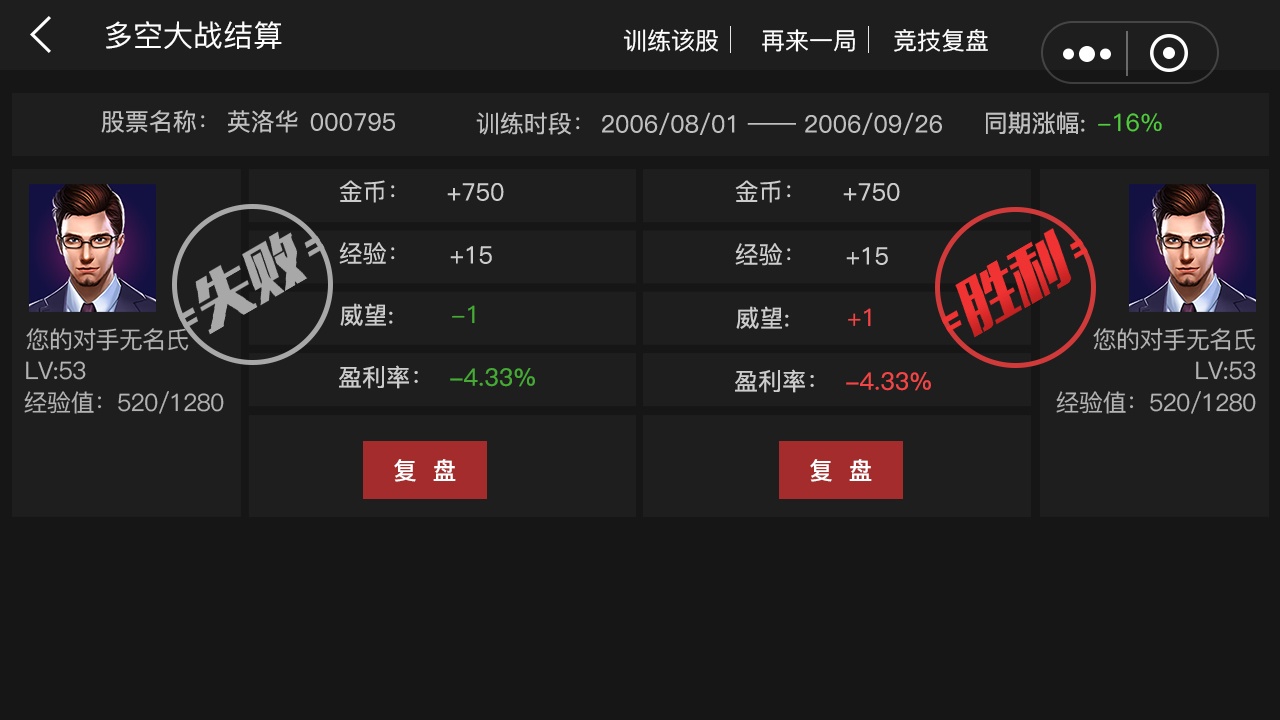 多空大战结算
训练该股 再来一局 竞技复盘
股票名称： 英洛华 000795 训练时段： 2006/08/01 —— 2006/09/26 同期涨幅: -16%
失败
您的对手无名氏
LV:53
经验值：520/1280
金币： +750
经验： +15
威望: -1
盈利率： -4.33%
复 盘
金币： +750
经验： +15
威望: +1
盈利率： -4.33%
复 盘
胜利
您的对手无名氏
LV:53
经验值：520/1280